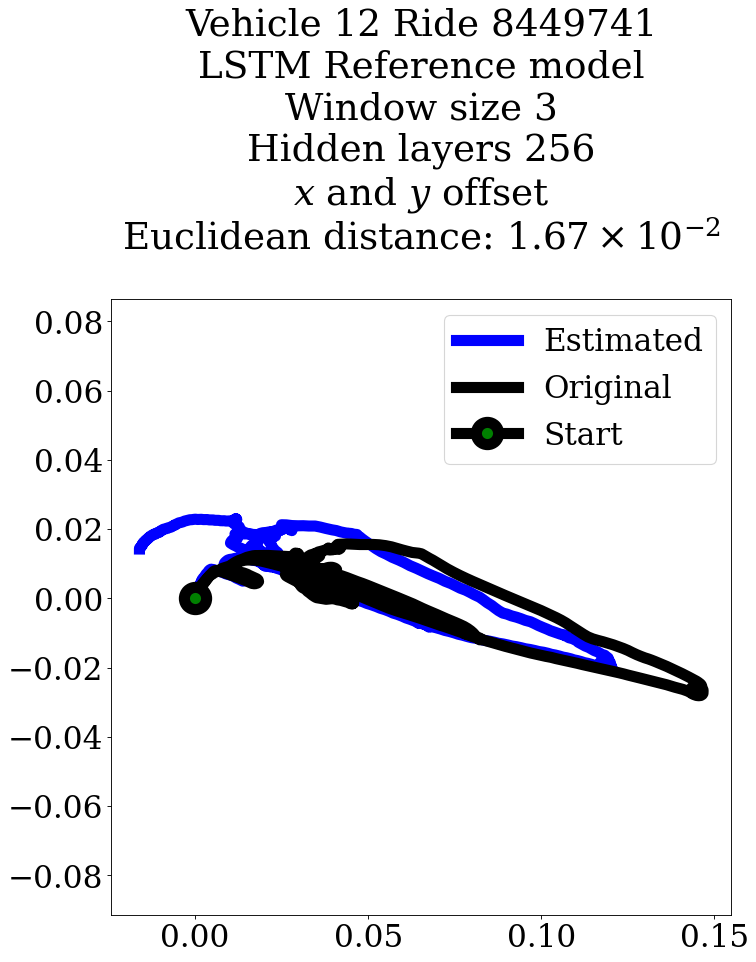 Vehicle 12 Ride 8449741
LSTM Reference model
Window size 3
Hidden layers 256
x and y offset
Euclidean distance: 1.67 × 10⁻²
Estimated
Original
Start
0.08
0.06
0.04
0.02
0.00
−0.02
−0.04
−0.06
−0.08
0.00 0.05 0.10 0.15